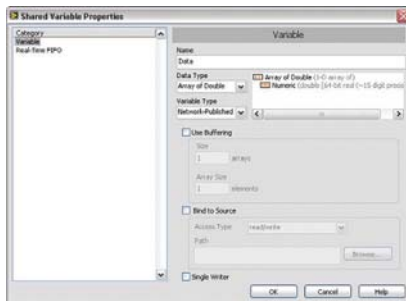 Shared Variable Properties
Category
Variable
Real-Time FIFO
Variable
Name
Data
Data Type
Array of Double
Array of Double (1-D array of)
Numeric (double [64-bit real (~15 digit
Variable Type
Network-Published
Use Buffering
Size
1 arrays
Array Size
1 elements
Bind to Source
Access Type read/write
Path
Browse...
Single Writer
OK Cancel Help